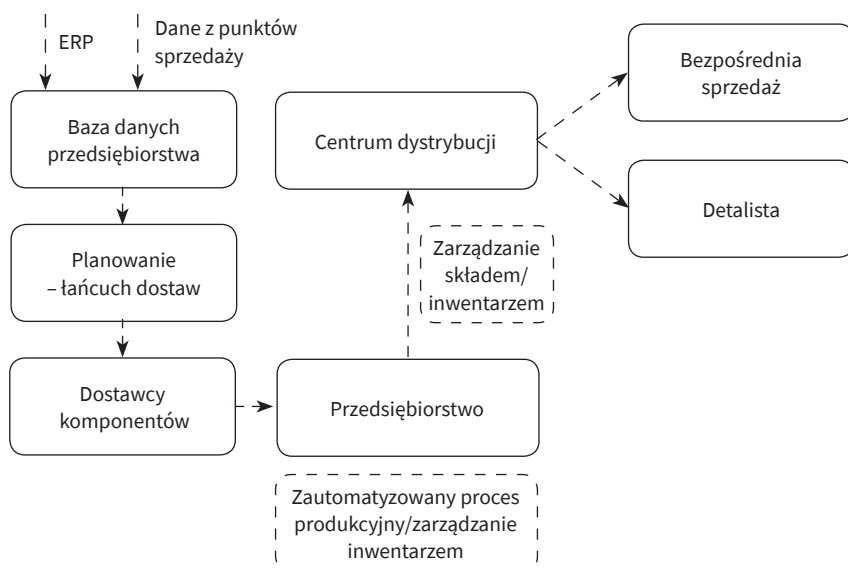 ERP
Dane z punktów
sprzedaży
Baza danych
przedsiębiorstwa
Planowanie
– łańcuch dostaw
Dostawcy
komponentów
Przedsiębiorstwo
Zautomatyzowany proces
produkcyjny/zarządzanie
inwentarzem
Zarządzanie
składem/
inwentarzem
Centrum dystrybucji
Bezpośrednia
sprzedaż
Detalista